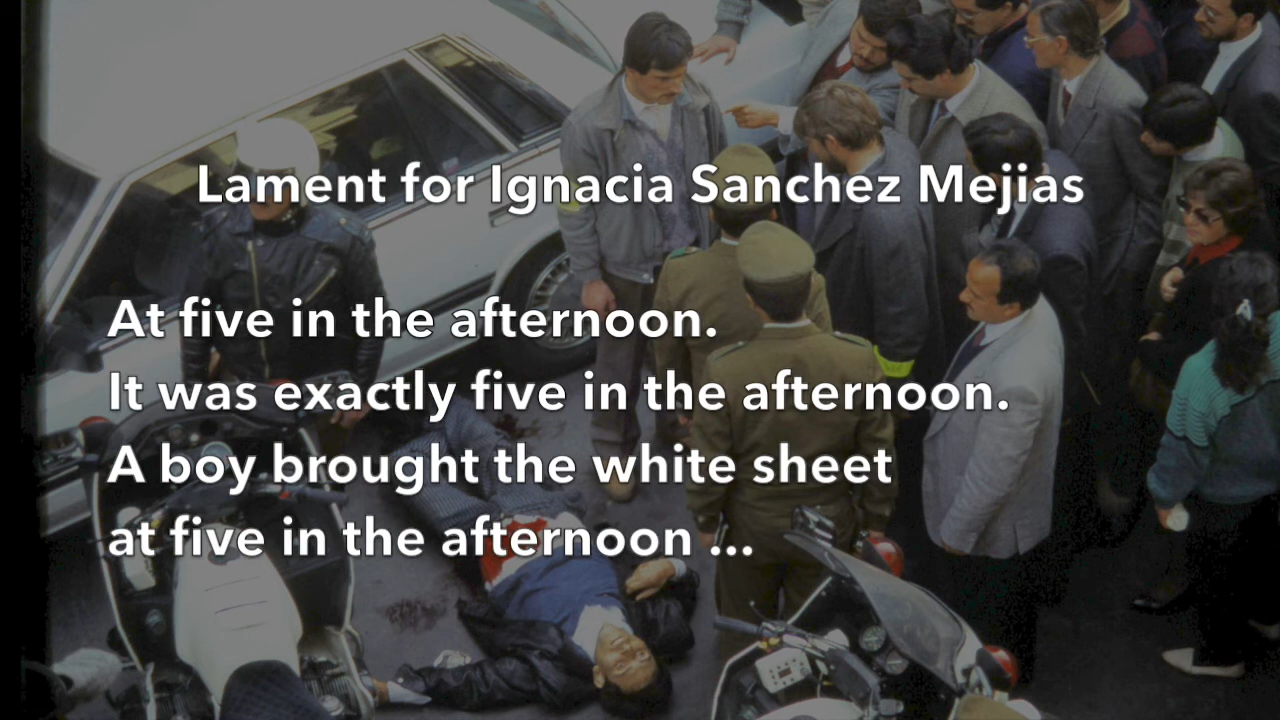 Lament for Ignacia Sanchez Mejias
At five in the afternoon.
It was exactly five in the afternoon.
A boy brought the white sheet
at five in the afternoon ...